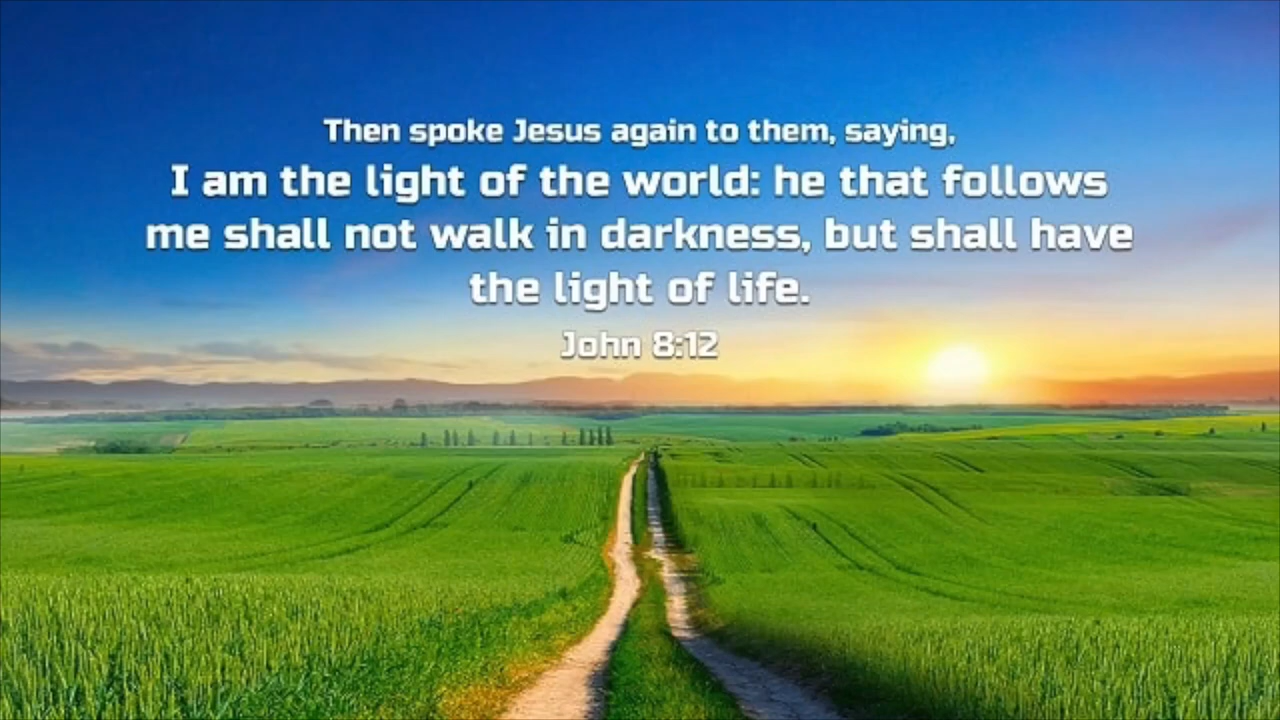 Then spoke Jesus again to them, saying,
I am the light of the world: he that follows
me shall not walk in darkness, but shall have
the light of life.
John 8:12